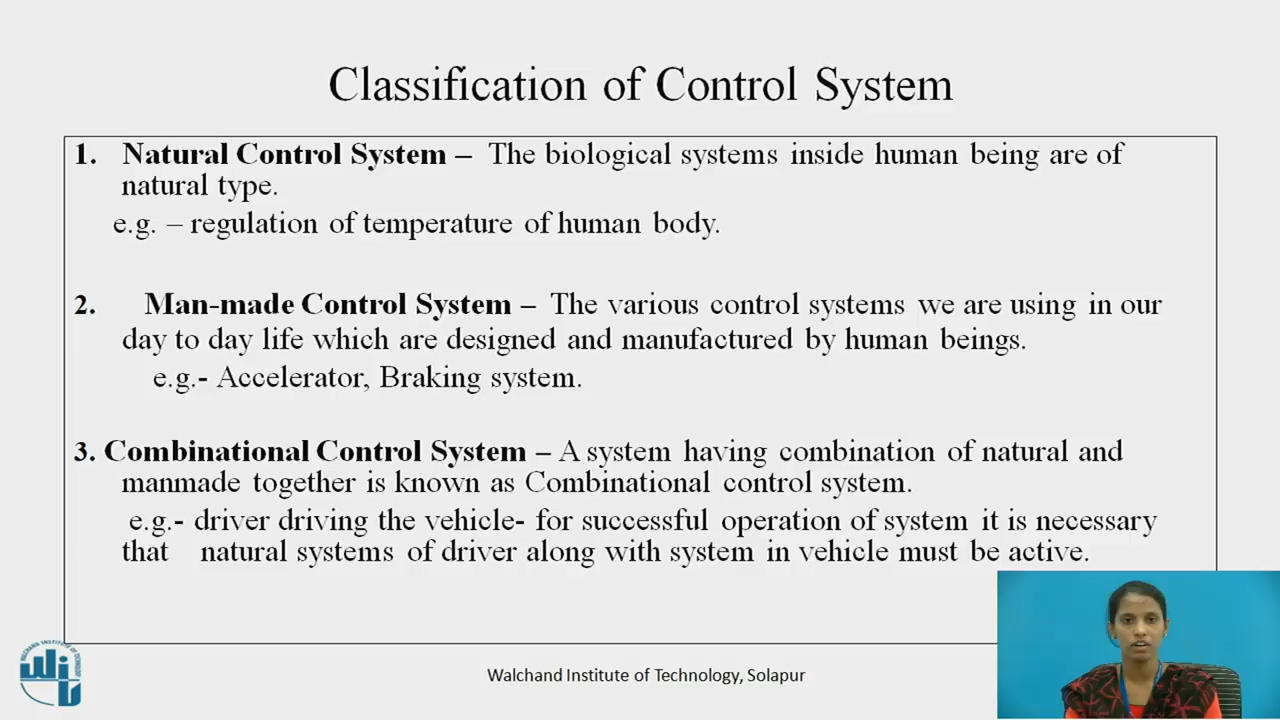 Classification of Control System
1. Natural Control System – The biological systems inside human being are of
natural type.
e.g. – regulation of temperature of human body.
2. Man-made Control System – The various control systems we are using in our
day to day life which are designed and manufactured by human beings.
e.g.- Accelerator, Braking system.
3. Combinational Control System – A system having combination of natural and
manmade together is known as Combinational control system.
e.g.- driver driving the vehicle- for successful operation of system it is necessary
that natural systems of driver along with system in vehicle must be active.
Walchand Institute of Technology, Solapur